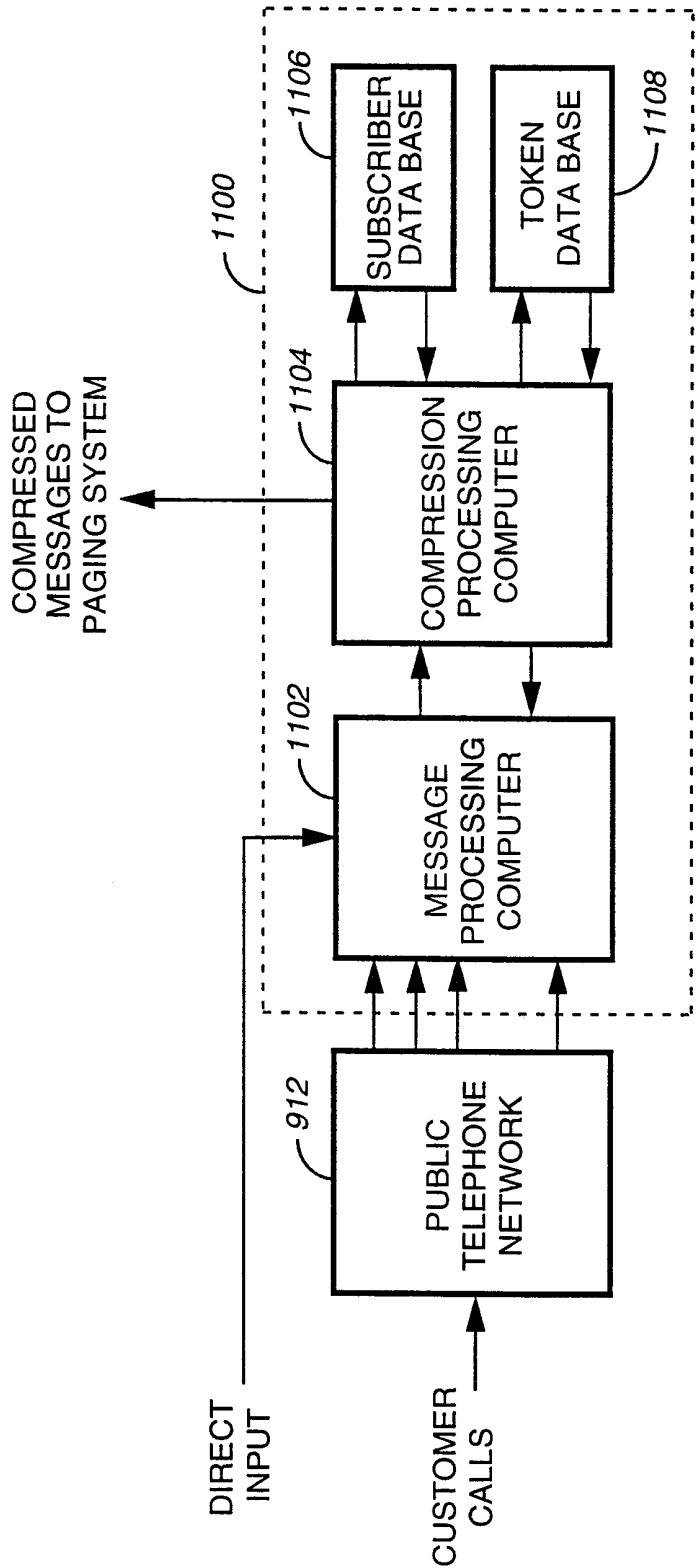 COMPRESSED
MESSAGES TO
PAGING SYSTEM
1100
DIRECT
INPUT
CUSTOMER
CALLS
912
PUBLIC
TELEPHONE
NETWORK
1102
MESSAGE
PROCESSING
COMPUTER
1104
COMPRESSION
PROCESSING
COMPUTER
1106
SUBSCRIBER
DATA BASE
TOKEN
DATA BASE
1108